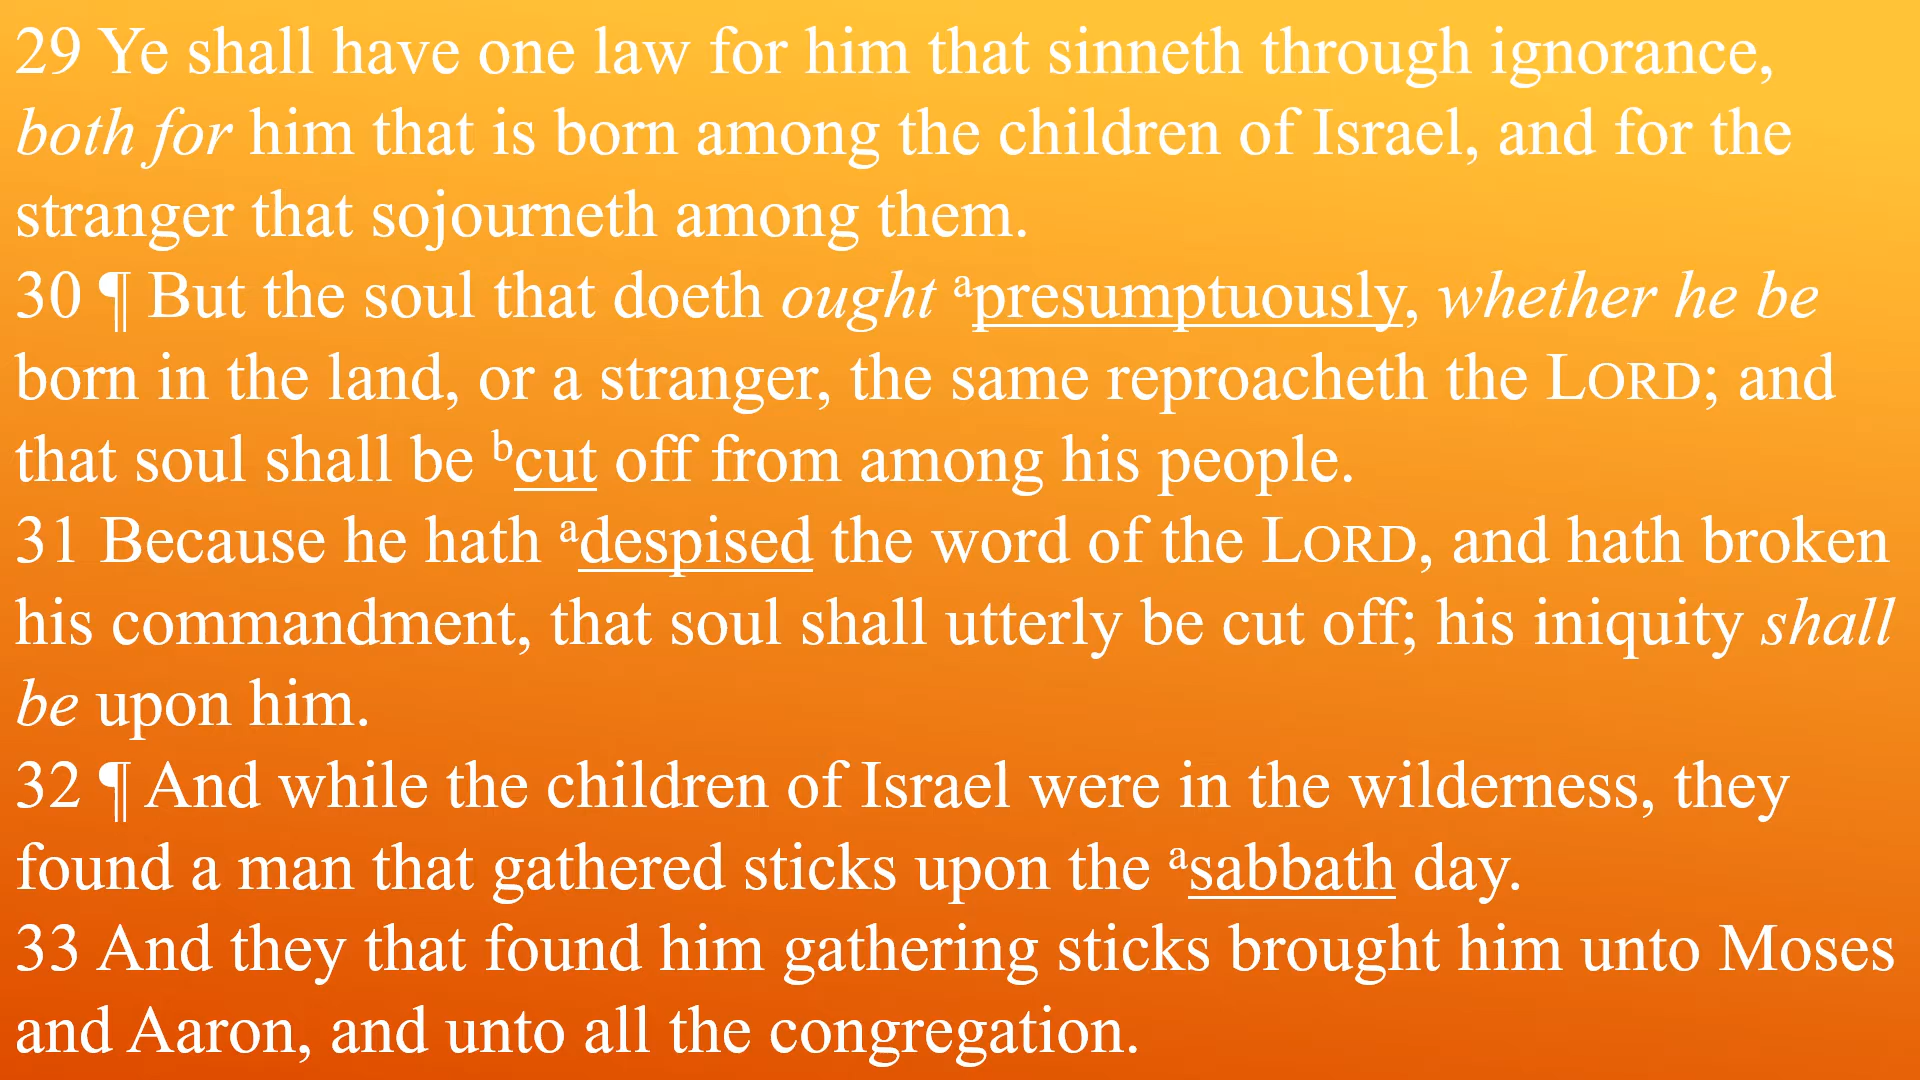 29 Ye shall have one law for him that sinneth through ignorance,
both for him that is born among the children of Israel, and for the
stranger that sojourneth among them.
30 ¶ But the soul that doeth ought ᵃpresumptuously, whether he be
born in the land, or a stranger, the same reproacheth the LORD; and
that soul shall be ᵇcut off from among his people.
31 Because he hath ᵃdespised the word of the LORD, and hath broken
his commandment, that soul shall utterly be cut off; his iniquity shall
be upon him.
32 ¶ And while the children of Israel were in the wilderness, they
found a man that gathered sticks upon the ᵃsabbath day.
33 And they that found him gathering sticks brought him unto Moses
and Aaron, and unto all the congregation.